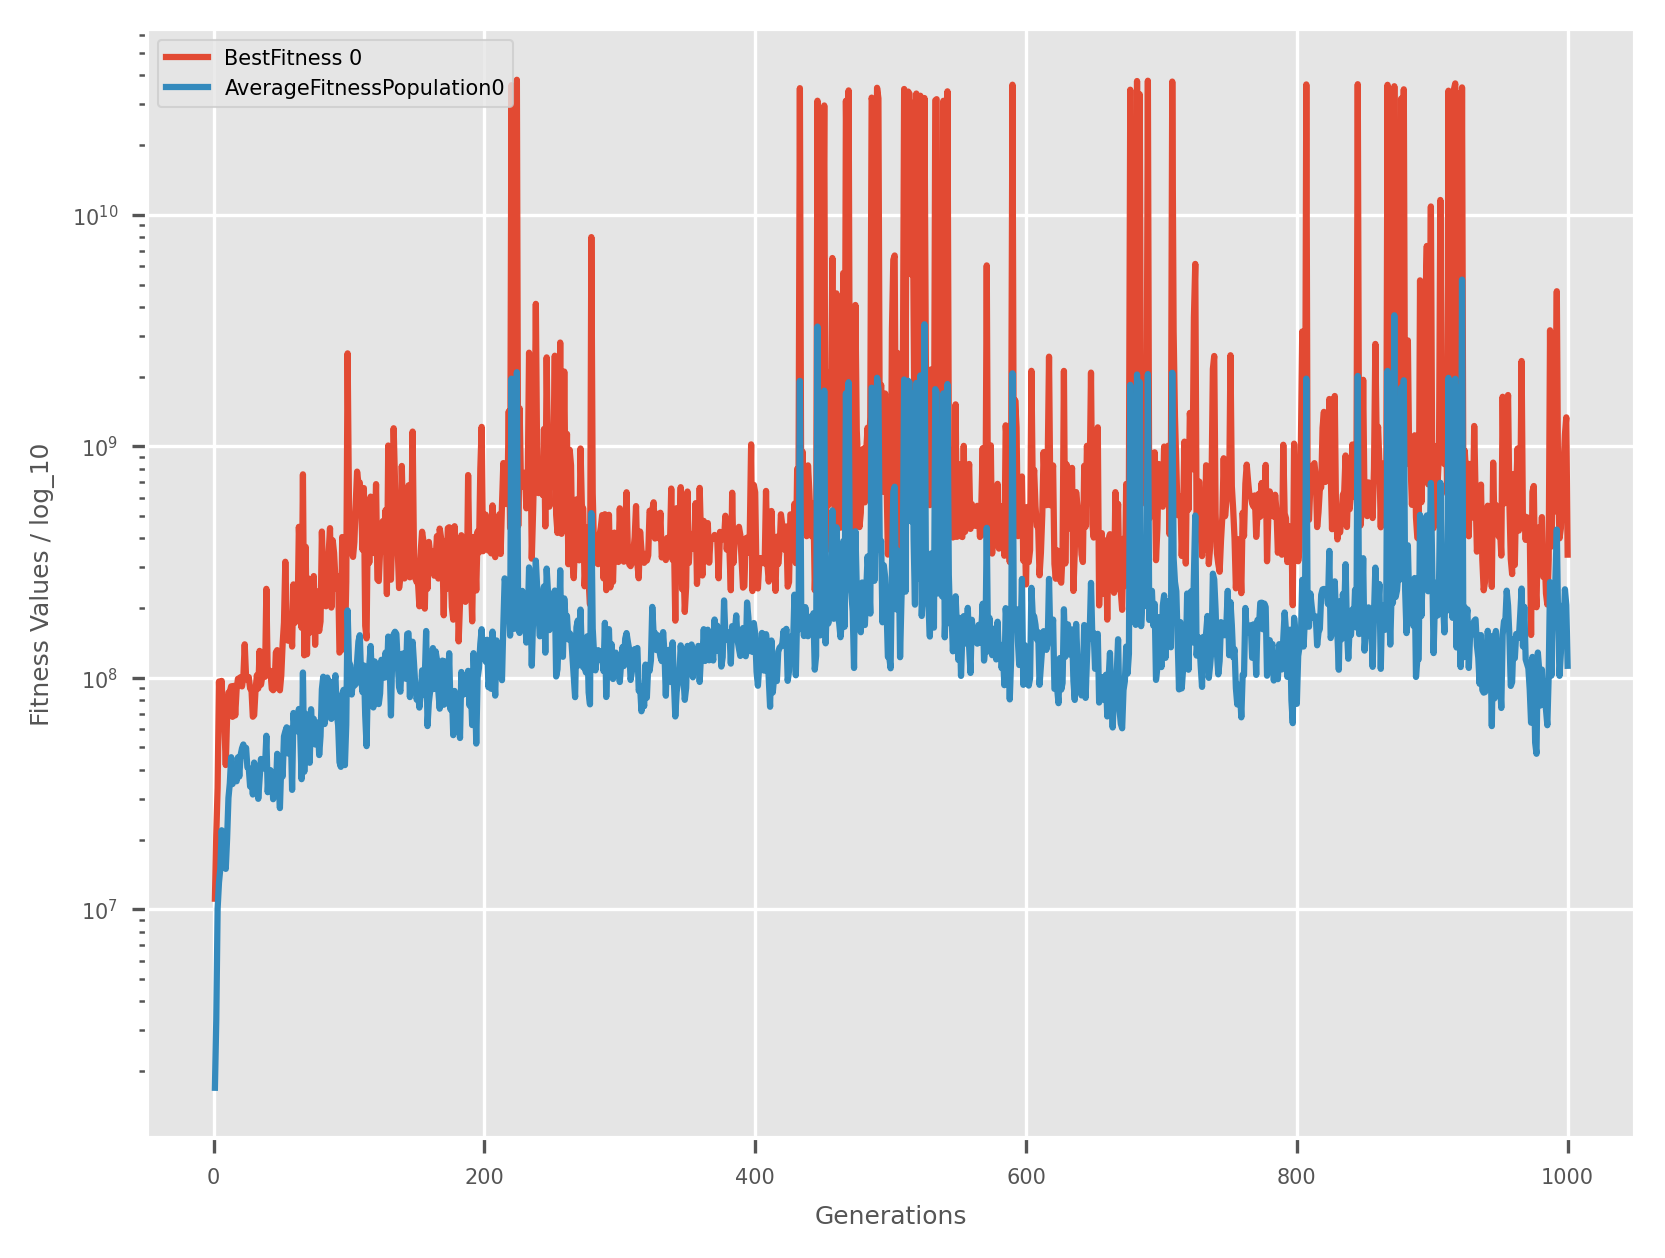 BestFitness 0
AverageFitnessPopulation0
10^10
10^9
10^8
10^7
Fitness Values / log_10
0 200 400 600 800 1000
Generations